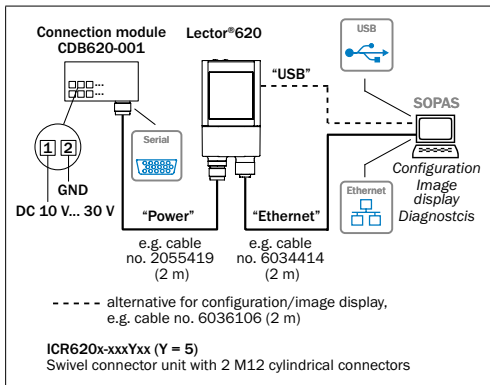 Connection module
CDB620-001
Lector®620
USB
"USB"
SOPAS
Serial
1 2
GND
DC 10 V... 30 V
"Power"
"Ethernet"
Ethernet
Configuration
Image
display
Diagnostcis
e.g. cable
no. 2055419
(2 m)
e.g. cable
no. 6034414
(2 m)
alternative for configuration/image display,
e.g. cable no. 6036106 (2 m)
ICR620x-xxxYxx (Y = 5)
Swivel connector unit with 2 M12 cylindrical connectors